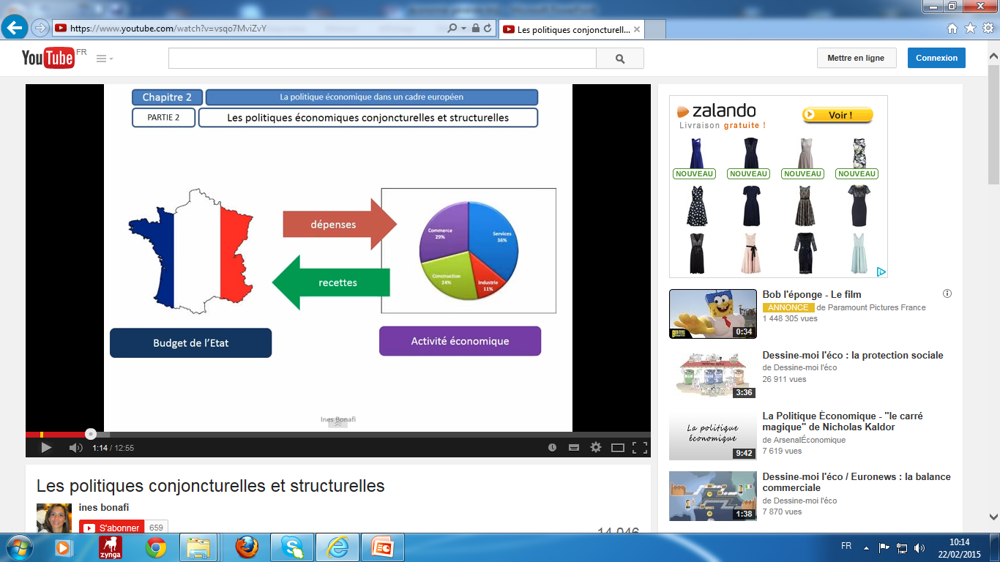 https://www.youtube.com/watch?v=vsqo7MviZvY
Les politiques conjoncturell...
YouTube FR
Mettre en ligne
Connexion
Chapitre 2
La politique économique dans un cadre européen
PARTIE 2
Les politiques économiques conjoncturelles et structurelles
dépenses
recettes
Commerce
29%
Services
36%
Construction
24%
Industrie
11%
Budget de l'Etat
Activité économique
Ines Bonafi
1:14 / 12:55
Les politiques conjoncturelles et structurelles
ines bonafi
S'abonner 659
zalando
Livraison gratuite !
Voir !
NOUVEAU NOUVEAU NOUVEAU NOUVEAU
Bob l'éponge - Le film
ANNONCE de Paramount Pictures France
1 448 305 vues
0:34
Dessine-moi l'éco : la protection sociale
de Dessine-moi l'éco
26 911 vues
3:36
La Politique Économique - "le carré
magique" de Nicholas Kaldor
de ArsenalÉconomique
7 619 vues
La politique
économique
9:42
Dessine-moi l'éco / Euronews : la balance
commerciale
de Dessine-moi l'éco
7 870 vues
1:38
zynga
FR
10:14
22/02/2015